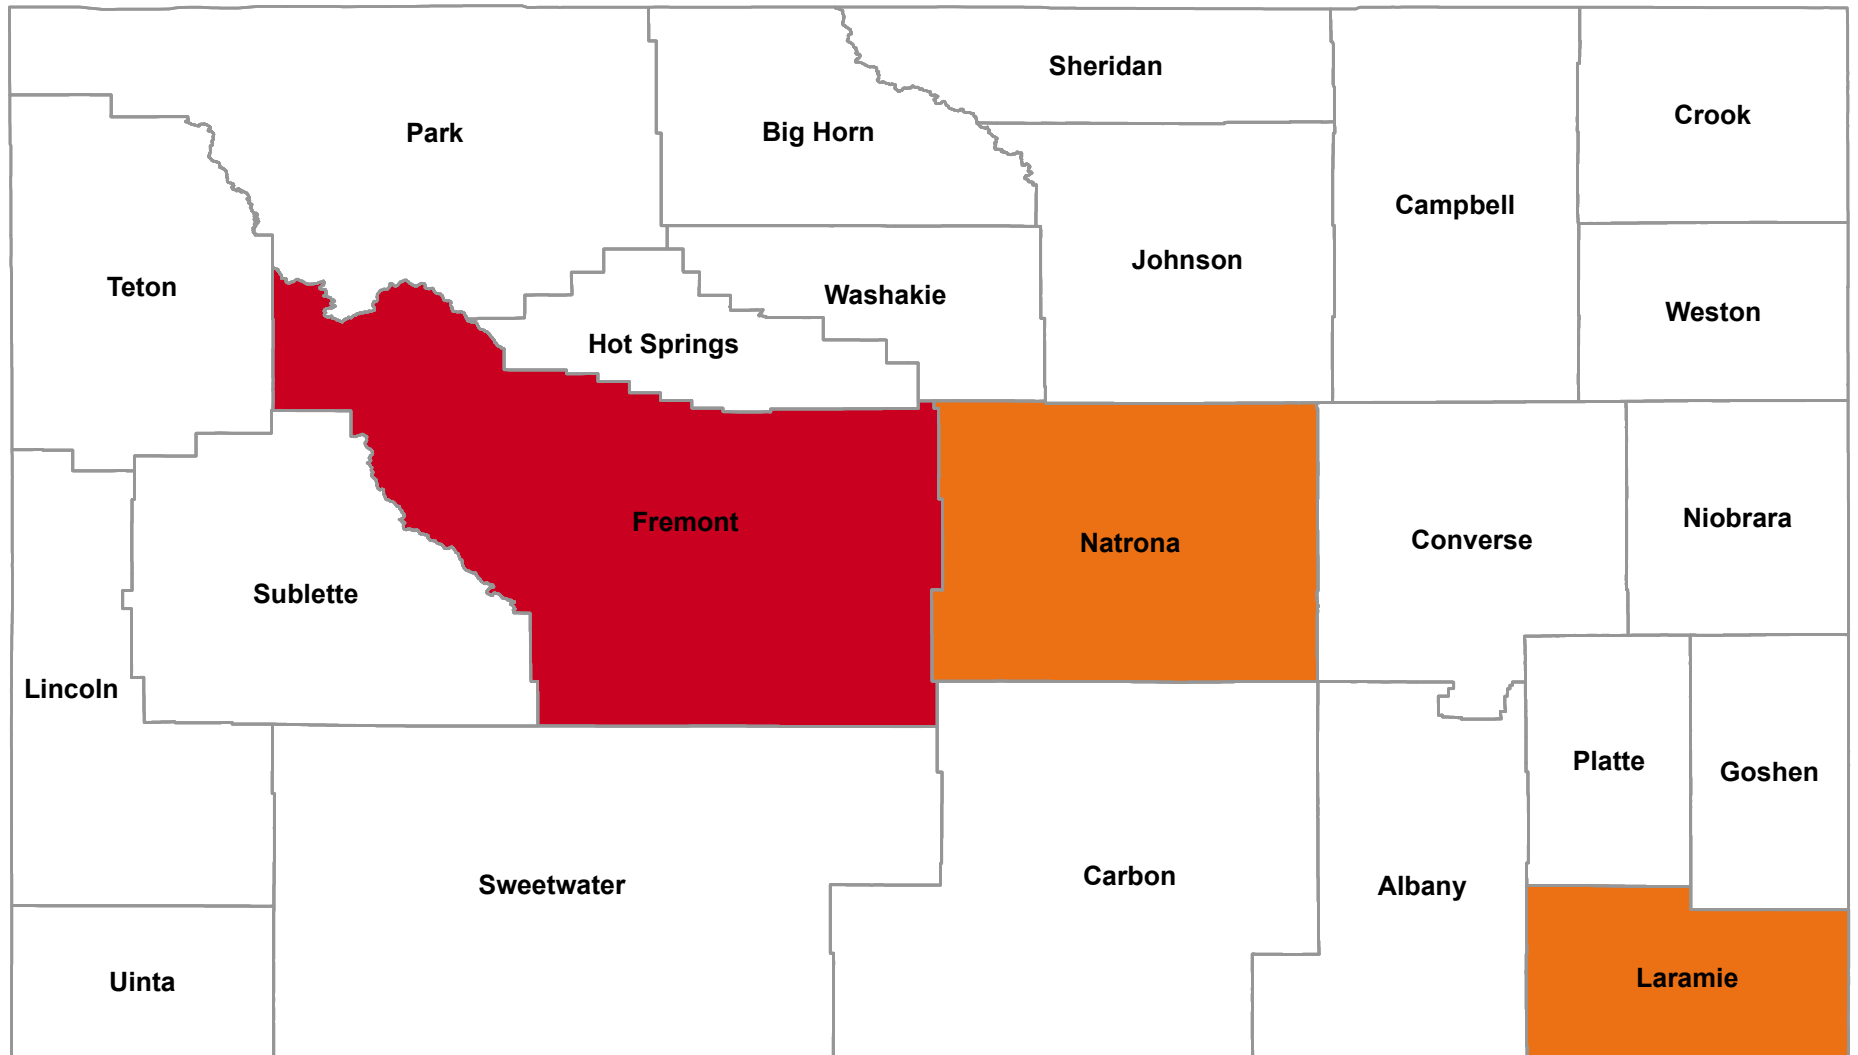 Sheridan
Crook
Park
Big Horn
Campbell
Johnson
Teton
Washakie
Weston
Hot Springs
Fremont
Natrona
Converse
Niobrara
Sublette
Lincoln
Platte
Goshen
Sweetwater
Carbon
Albany
Uinta
Laramie